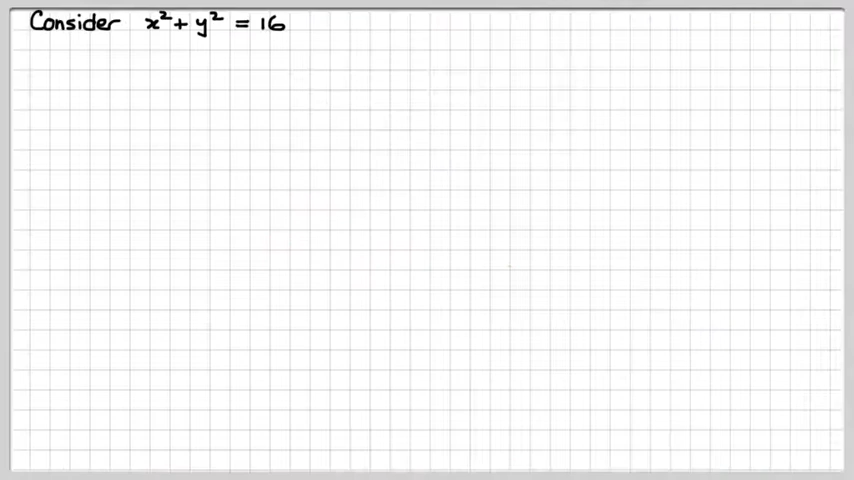 Consider x² + y² = 16